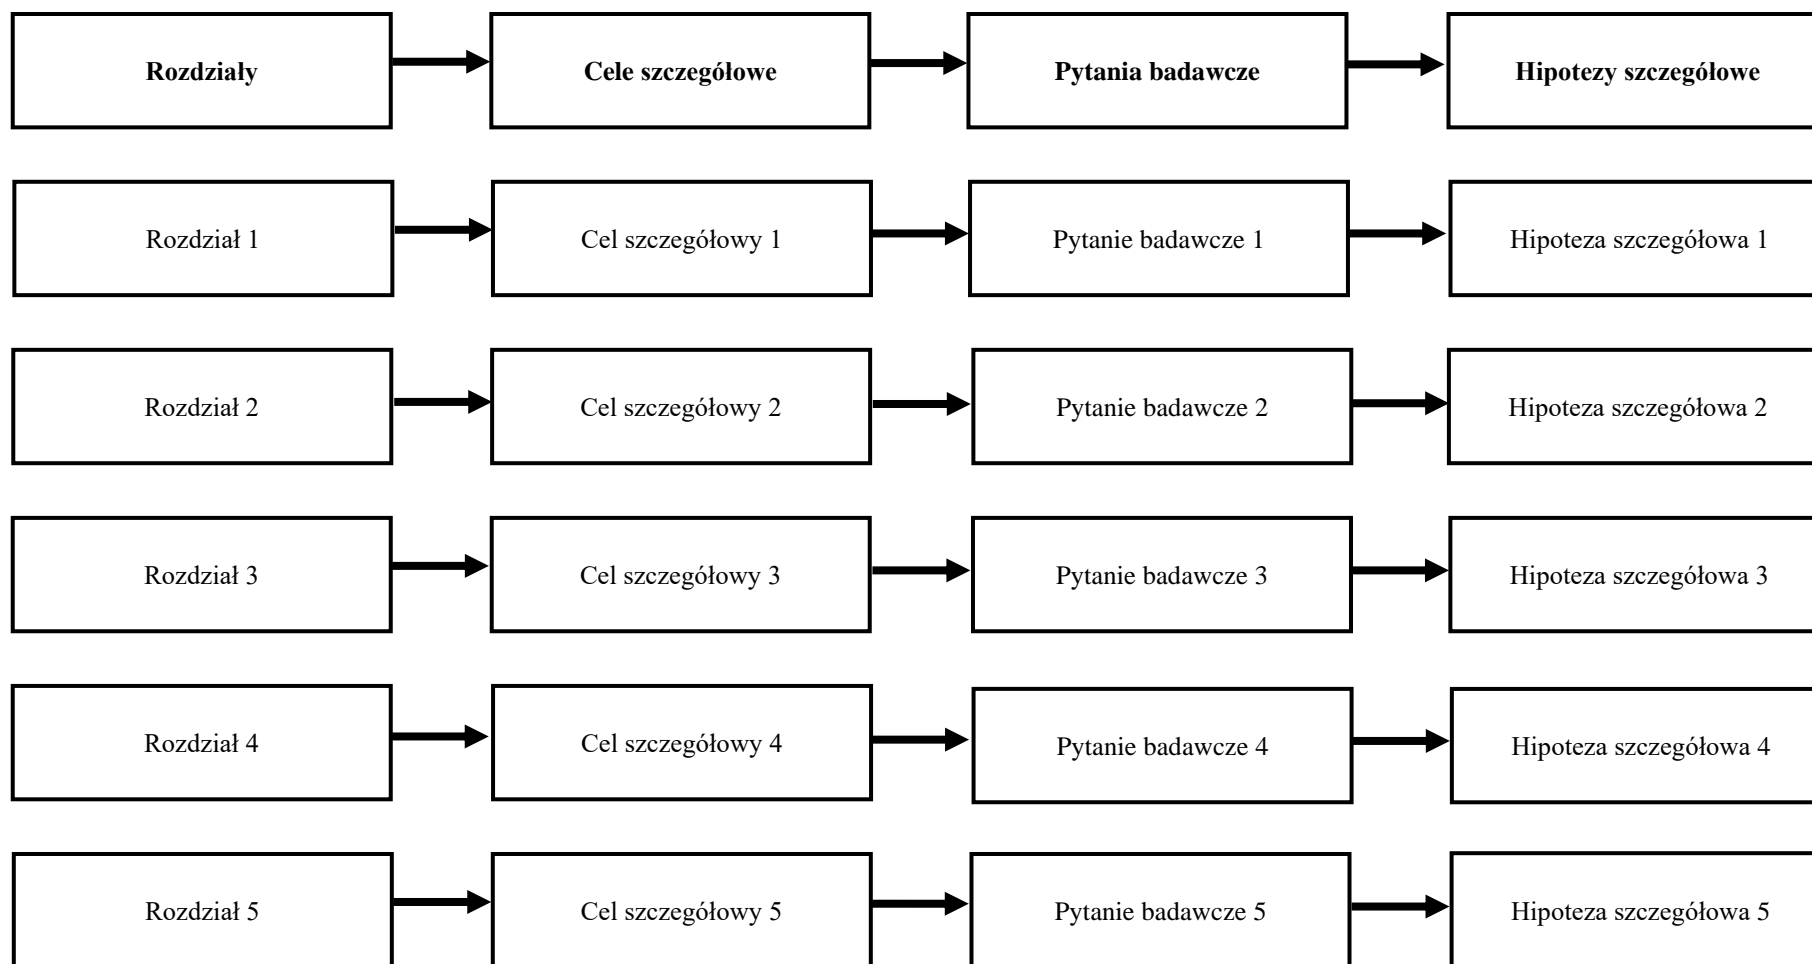 Rozdziały
Cele szczegółowe
Pytania badawcze
Hipotezy szczegółowe
Rozdział 1
Cel szczegółowy 1
Pytanie badawcze 1
Hipoteza szczegółowa 1
Rozdział 2
Cel szczegółowy 2
Pytanie badawcze 2
Hipoteza szczegółowa 2
Rozdział 3
Cel szczegółowy 3
Pytanie badawcze 3
Hipoteza szczegółowa 3
Rozdział 4
Cel szczegółowy 4
Pytanie badawcze 4
Hipoteza szczegółowa 4
Rozdział 5
Cel szczegółowy 5
Pytanie badawcze 5
Hipoteza szczegółowa 5